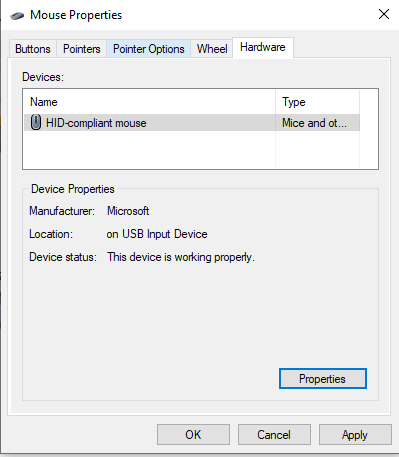 Mouse Properties
Buttons Pointers Pointer Options Wheel Hardware
Devices:
Name Type
HID-compliant mouse Mice and ot...
Device Properties
Manufacturer: Microsoft
Location: on USB Input Device
Device status: This device is working properly.
Properties
OK Cancel Apply